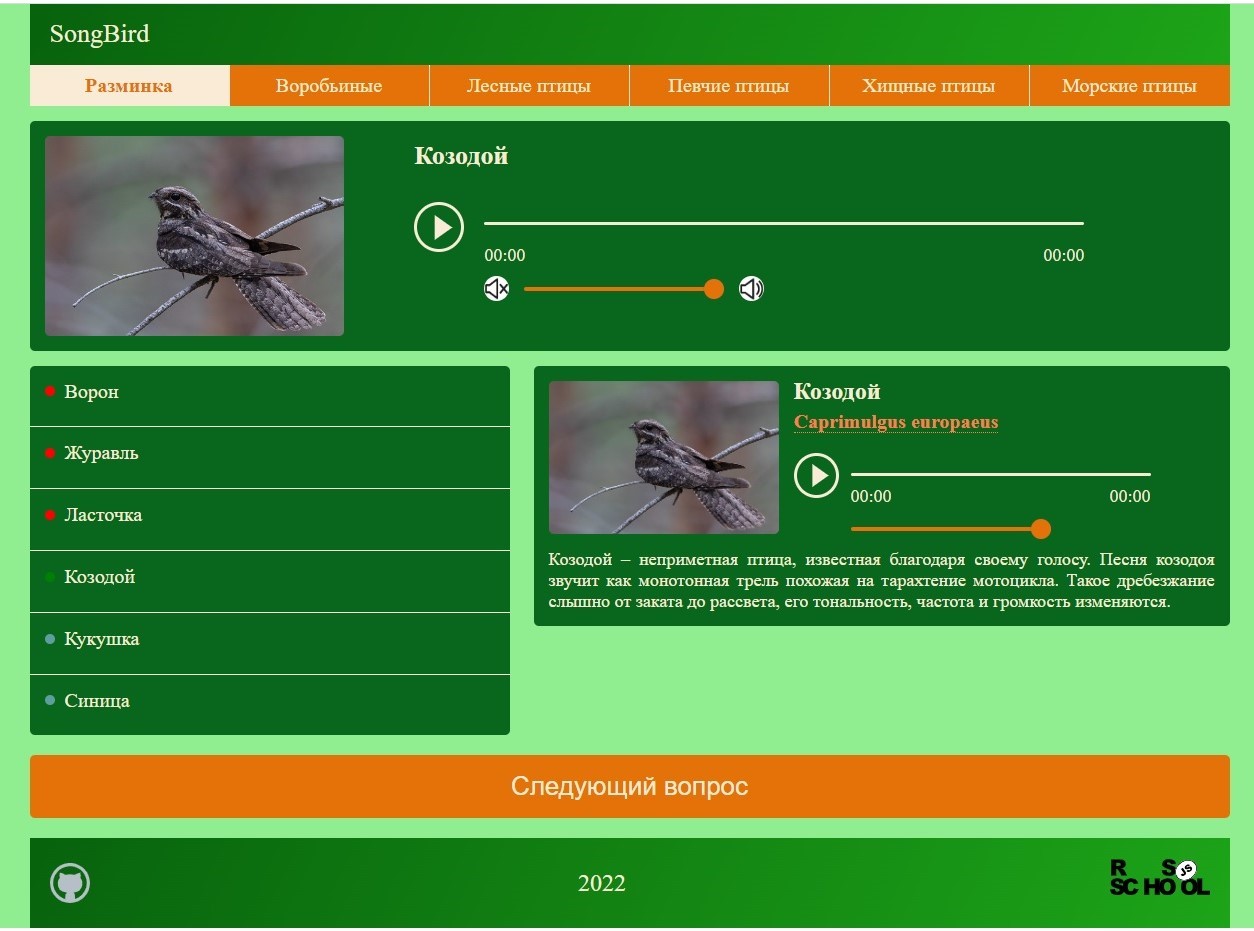 SongBird
Разминка
Воробьиные
Лесные птицы
Певчие птицы
Хищные птицы
Морские птицы
Козодой
00:00
00:00
Ворон
Журавль
Ласточка
Козодой
Кукушка
Синица
Козодой
Caprimulgus europaeus
00:00
00:00
Козодой – неприметная птица, известная благодаря своему голосу. Песня козодоя
звучит как монотонная трель похожая на тарахтение мотоцикла. Такое дребезжание
слышно от заката до рассвета, его тональность, частота и громкость изменяются.
Следующий вопрос
2022
R S JS
SCHOOL